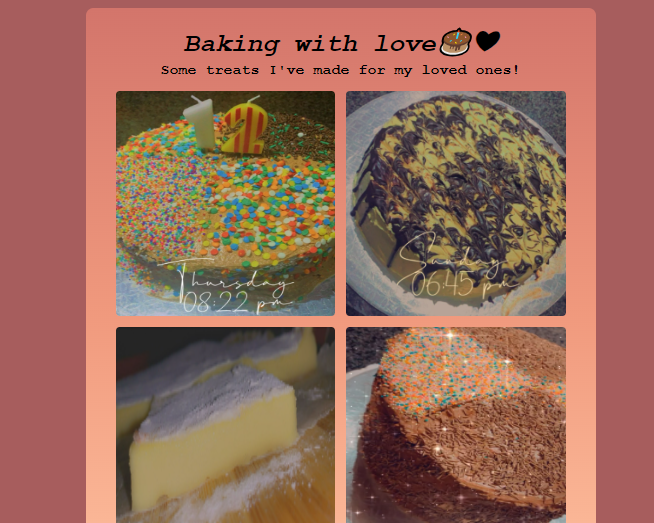 Baking with love🎂🖤
Some treats I've made for my loved ones!
12
Thursday
08:22 pm
Sunday
06:45 pm